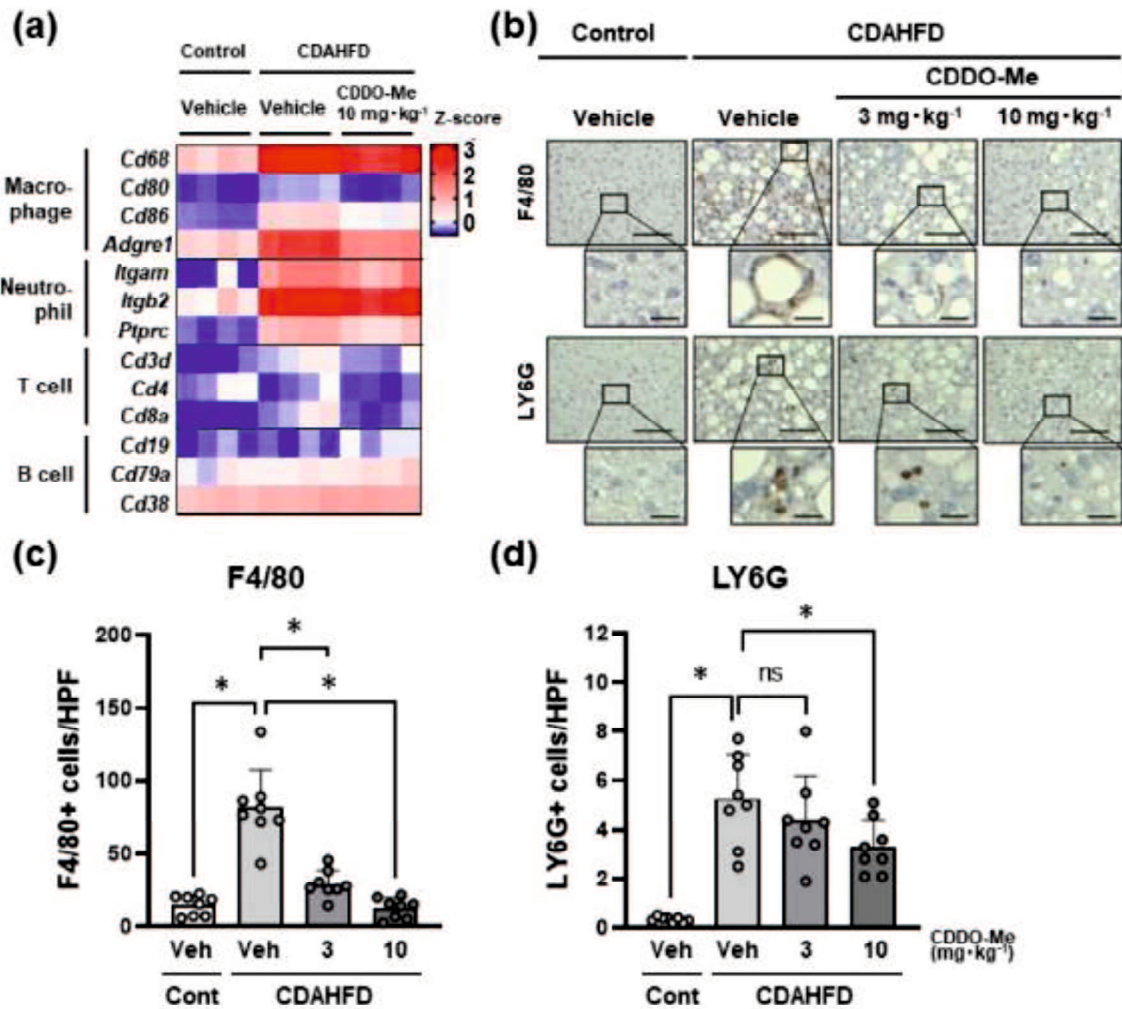 (a)
Control CDAHFD
Vehicle Vehicle CDDO-Me
10 mg·kg-1 Z-score
3
2
1
0
Macro-
phage
Cd68
Cd80
Cd86
Adgre1
Neutro-
phil
Itgam
Itgb2
Ptprc
T cell
Cd3d
Cd4
Cd8a
B cell
Cd19
Cd79a
Cd38
(b)
Control CDAHFD
CDDO-Me
Vehicle Vehicle 3 mg·kg-1 10 mg·kg-1
F4/80
LY6G
(c)
F4/80
F4/80+ cells/HPF
200
150
100
50
0
*
*
*
Veh Veh 3 10
Cont CDAHFD
(d)
LY6G
LY6G+ cells/HPF
12
10
8
6
4
2
0
*
* ns
Veh Veh 3 10 CDDO-Me
(mg·kg-1)
Cont CDAHFD